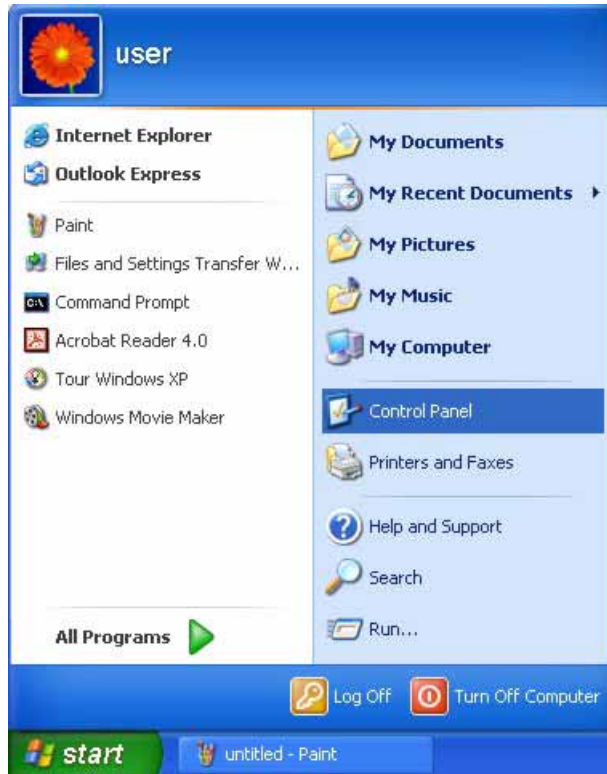 user
Internet Explorer
Outlook Express
Paint
Files and Settings Transfer W...
C:\
Command Prompt
Acrobat Reader 4.0
Tour Windows XP
Windows Movie Maker
All Programs
My Documents
My Recent Documents
My Pictures
My Music
My Computer
Control Panel
Printers and Faxes
Help and Support
Search
Run...
Log Off
Turn Off Computer
start
untitled - Paint